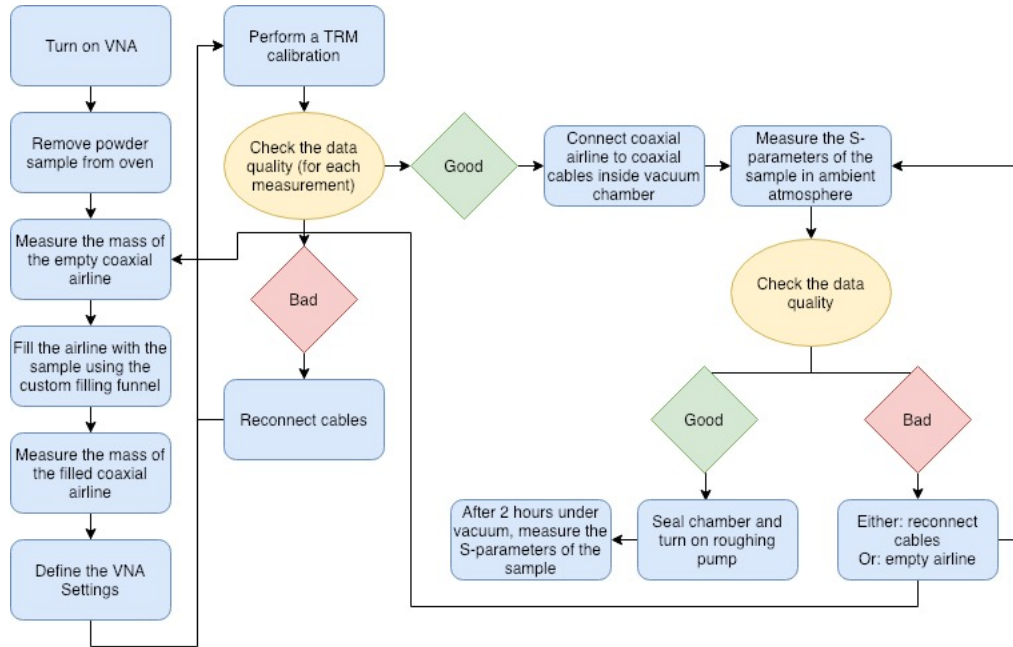 Turn on VNA
Remove powder
sample from oven
Measure the mass of
the empty coaxial
airline
Fill the airline with the
sample using the
custom filling funnel
Measure the mass of
the filled coaxial
airline
Define the VNA
Settings
Perform a TRM
calibration
Check the data
quality (for each
measurement)
Bad
Reconnect cables
Good
Connect coaxial
airline to coaxial
cables inside vacuum
chamber
Measure the S-
parameters of the
sample in ambient
atmosphere
Check the data
quality
Good
Bad
Seal chamber and
turn on roughing
pump
After 2 hours under
vacuum, measure the
S-parameters of the
sample
Either: reconnect
cables
Or: empty airline